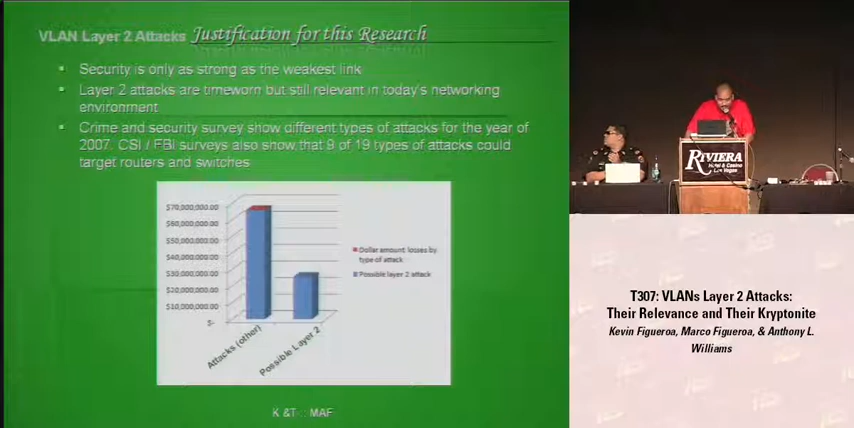 VLAN Layer 2 Attacks Justification for this Research
Security is only as strong as the weakest link
Layer 2 attacks are timeworn but still relevant in today's networking
environment
Crime and security survey show different types of attacks for the year of
2007. CSI / FBI surveys also show that 9 of 19 types of attacks could
target routers and switches
$70,000,000.00
$60,000,000.00
$50,000,000.00
$40,000,000.00
$30,000,000.00
$20,000,000.00
$10,000,000.00
$-
Attacks (other)
Possible Layer 2
Dollar amount losses by
type of attack
Possible layer 2 attack
K &T :: MAF
RIVIERA
Hotel & Casino
Las Vegas
T307: VLANs Layer 2 Attacks:
Their Relevance and Their Kryptonite
Kevin Figueroa, Marco Figueroa, & Anthony L.
Williams